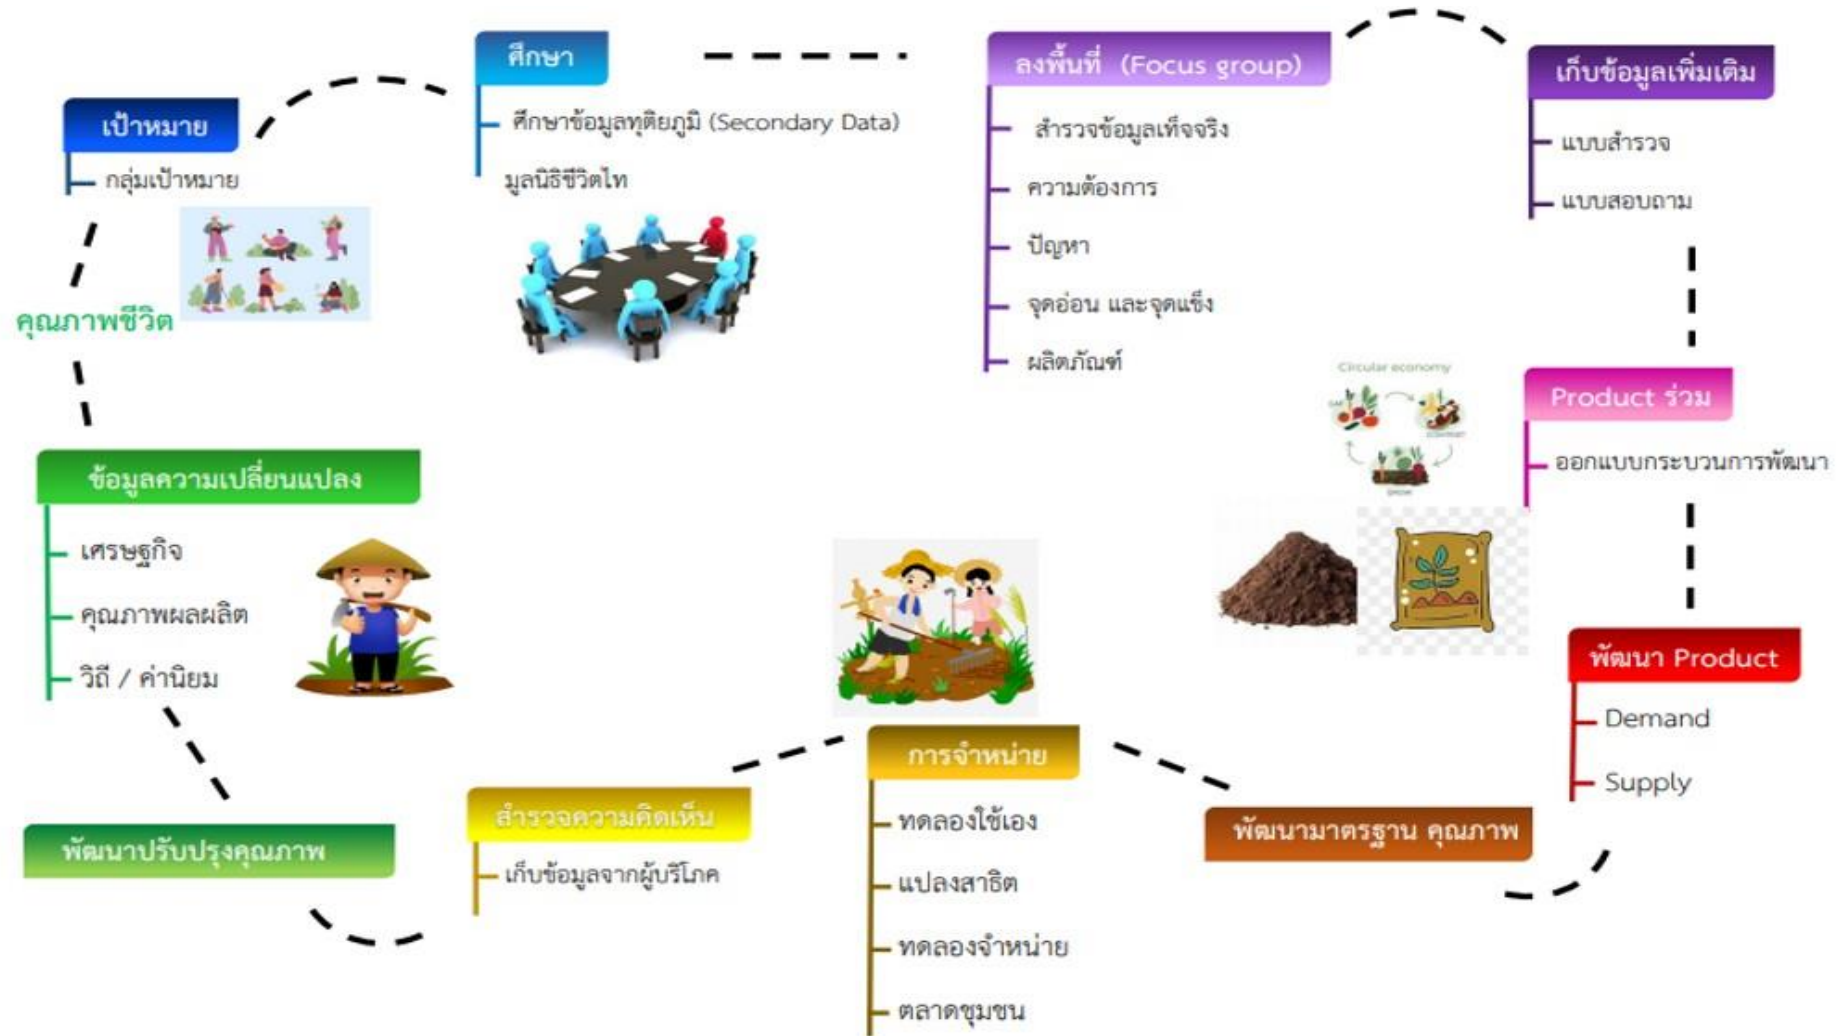 เป้าหมาย
กลุ่มเป้าหมาย
ศึกษา
ศึกษาข้อมูลทุติยภูมิ (Secondary Data)
มูลนิธิชีวิตไท
ลงพื้นที่ (Focus group)
สำรวจข้อมูลเท็จจริง
ความต้องการ
ปัญหา
จุดอ่อน และจุดแข็ง
ผลิตภัณฑ์
เก็บข้อมูลเพิ่มเติม
แบบสำรวจ
แบบสอบถาม
Circular economy
Product ร่วม
ออกแบบกระบวนการพัฒนา
พัฒนา Product
Demand
Supply
พัฒนามาตรฐาน คุณภาพ
การจำหน่าย
ทดลองใช้เอง
แปลงสาธิต
ทดลองจำหน่าย
ตลาดชุมชน
สำรวจความคิดเห็น
เก็บข้อมูลจากผู้บริโภค
พัฒนาปรับปรุงคุณภาพ
ข้อมูลความเปลี่ยนแปลง
เศรษฐกิจ
คุณภาพผลผลิต
วิถี / ค่านิยม
คุณภาพชีวิต